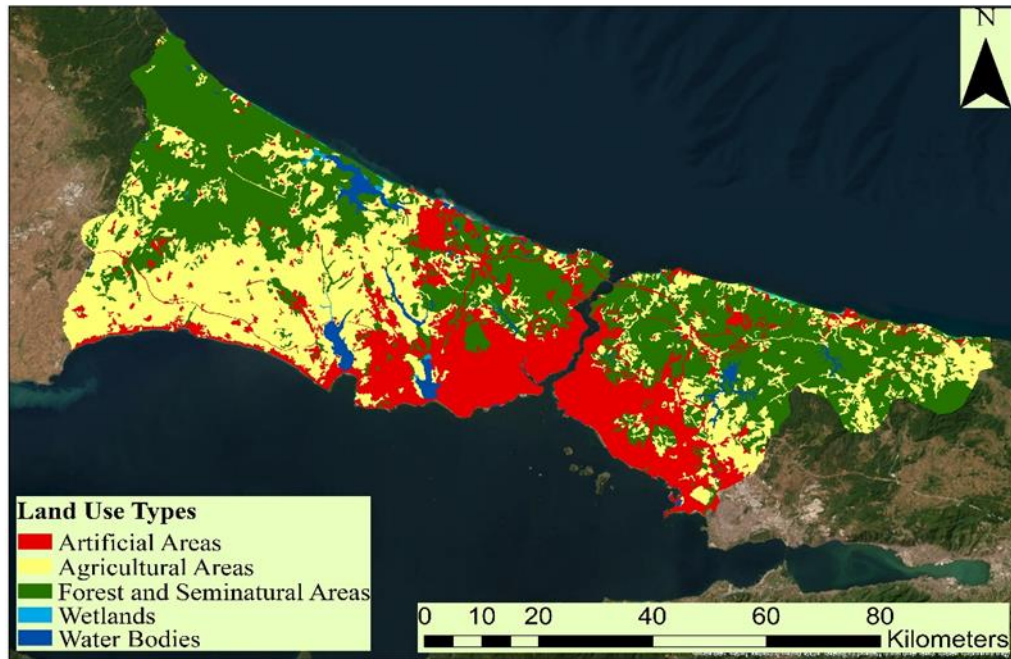 N
Land Use Types
Artificial Areas
Agricultural Areas
Forest and Seminatural Areas
Wetlands
Water Bodies
0 10 20 40 60 80
Kilometers